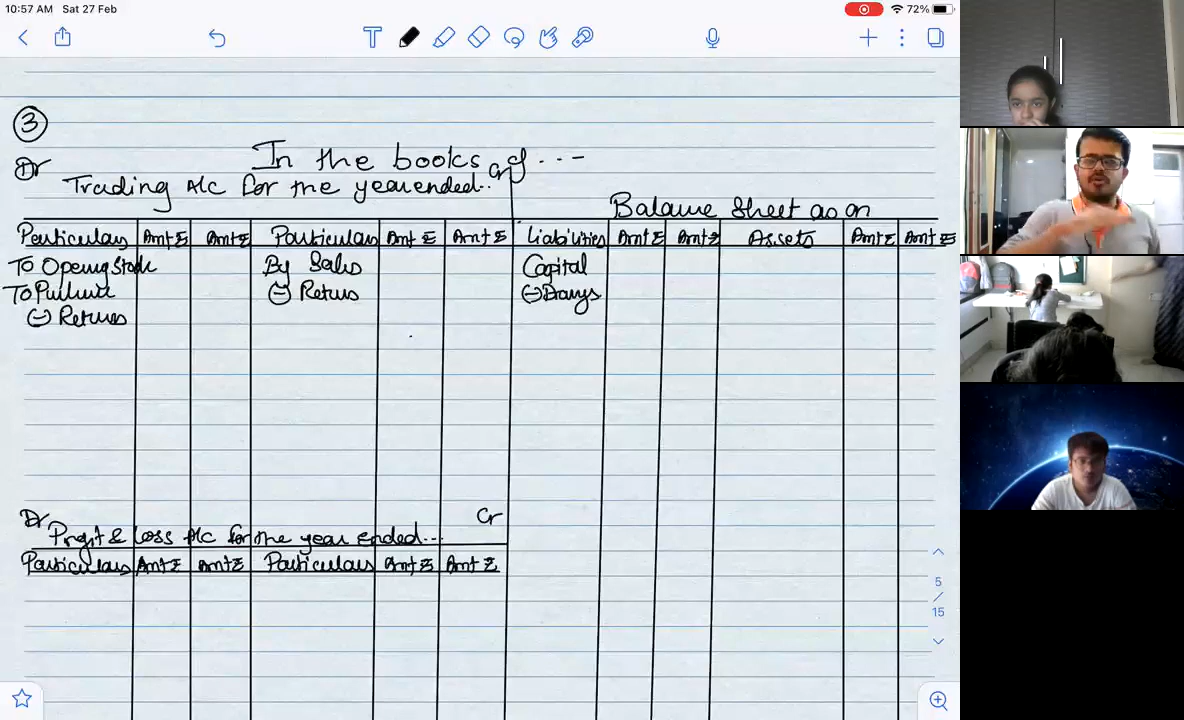 10:57 AM Sat 27 Feb
72%
3
In the books of ---
Dr
Cr
Trading A/c for the year ended..
Balance Sheet as on
Particulars Amt ₹ Amt ₹ Particulars Amt ₹ Amt ₹ Liabilities Amt ₹ Amt ₹ Assets Amt ₹ Amt ₹
To Opening Stock By Sales Capital
To Purchase (-) Returns (-) Drawings
(-) Returns
Dr
Cr
Profit & Loss A/c for the year ended...
Particulars Amt ₹ Amt ₹ Particulars Amt ₹ Amt ₹
5
/
15